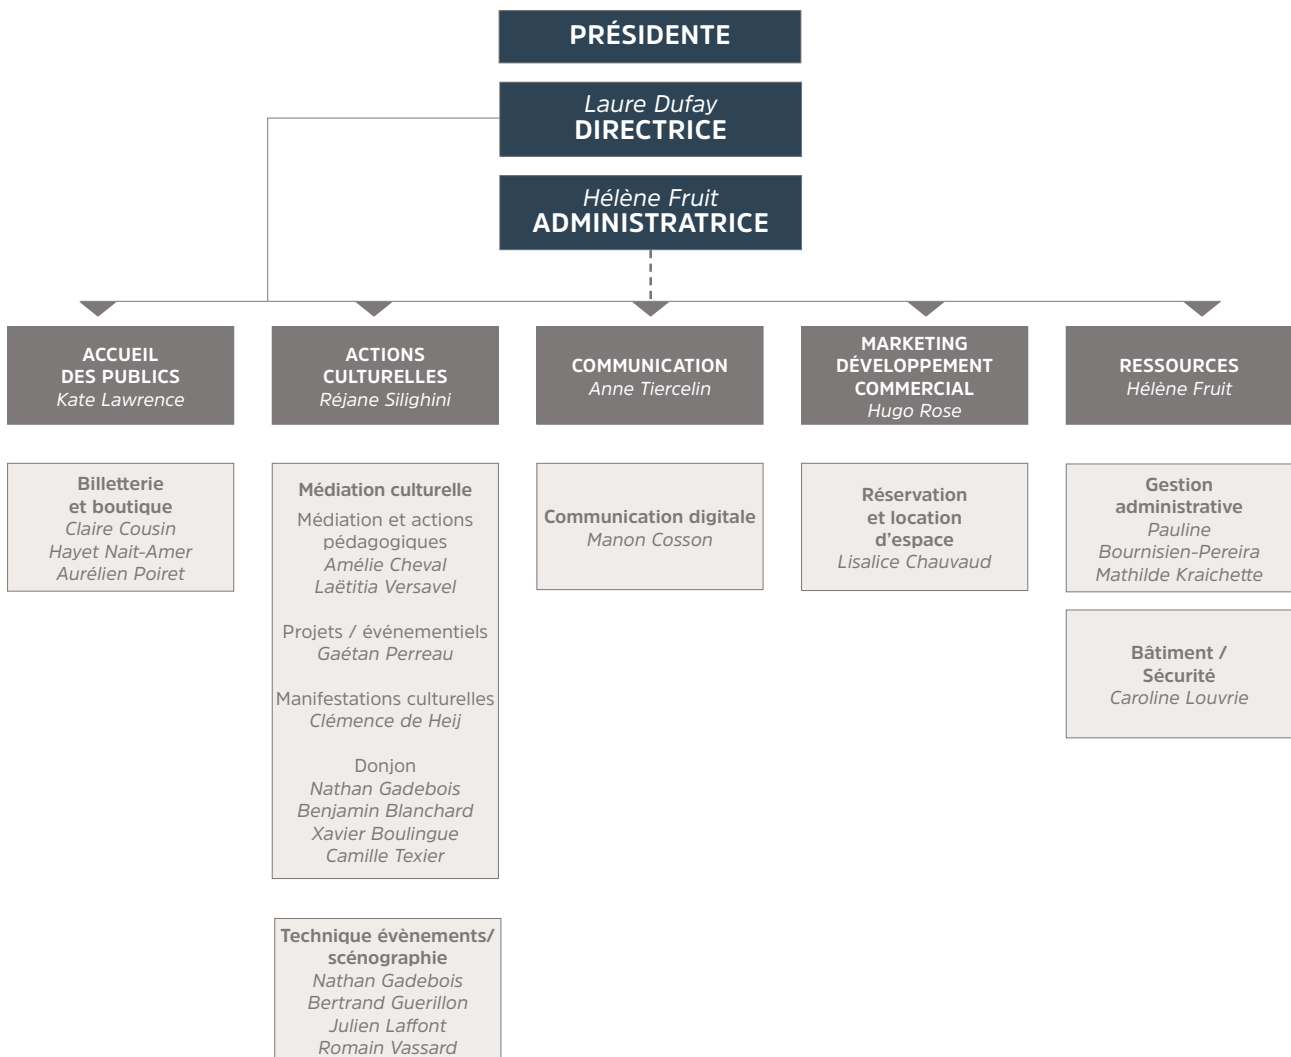 PRÉSIDENTE
Laure Dufay
DIRECTRICE
Hélène Fruit
ADMINISTRATRICE
ACCUEIL
DES PUBLICS
Kate Lawrence
ACTIONS
CULTURELLES
Réjane Silighini
COMMUNICATION
Anne Tiercelin
MARKETING
DÉVELOPPEMENT
COMMERCIAL
Hugo Rose
RESSOURCES
Hélène Fruit
Billetterie
et boutique
Claire Cousin
Hayet Nait-Amer
Aurélien Poiret
Médiation culturelle
Médiation et actions
pédagogiques
Amélie Cheval
Laëtitia Versavel
Projets / événementiels
Gaétan Perreau
Manifestations culturelles
Clémence de Heij
Donjon
Nathan Gadebois
Benjamin Blanchard
Xavier Boulingue
Camille Texier
Technique évènements/
scénographie
Nathan Gadebois
Bertrand Guerillon
Julien Laffont
Romain Vassard
Communication digitale
Manon Cosson
Réservation
et location
d'espace
Lisalice Chauvaud
Gestion
administrative
Pauline
Bournisien-Pereira
Mathilde Kraichette
Bâtiment /
Sécurité
Caroline Louvrie